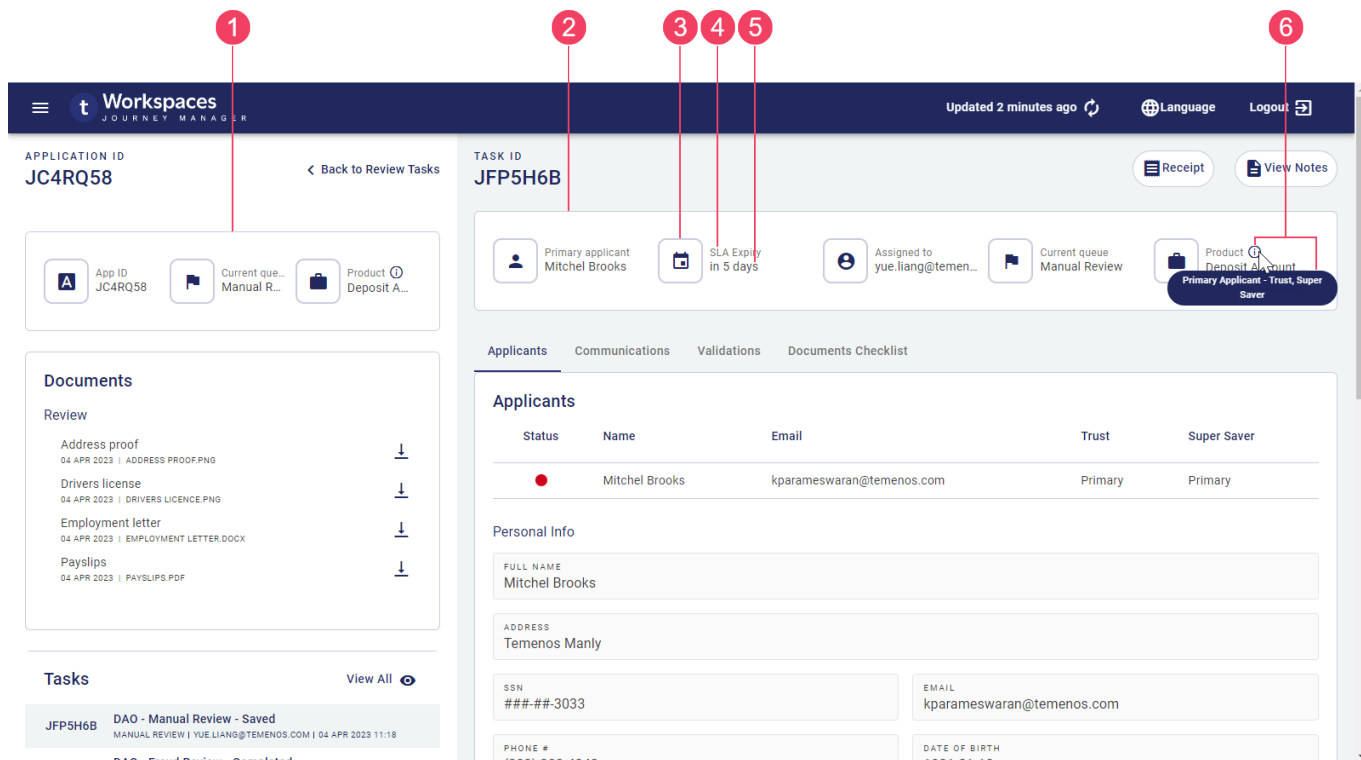 1 2 3 4 5 6
t Workspaces
JOURNEY MANAGER
Updated 2 minutes ago
Language
Logout
APPLICATION ID
JC4RQ58
Back to Review Tasks
App ID
JC4RQ58
Current que...
Manual R...
Product
Deposit A...
Documents
Review
Address proof
04 APR 2023 | ADDRESS PROOF.PNG
Drivers license
04 APR 2023 | DRIVERS LICENCE.PNG
Employment letter
04 APR 2023 | EMPLOYMENT LETTER.DOCX
Payslips
04 APR 2023 | PAYSLIPS.PDF
Tasks
View All
JFP5H6B
DAO - Manual Review - Saved
MANUAL REVIEW | YUE.LIANG@TEMENOS.COM | 04 APR 2023 11:18
TASK ID
JFP5H6B
Receipt
View Notes
Primary applicant
Mitchel Brooks
SLA Expiry
in 5 days
Assigned to
yue.liang@temen...
Current queue
Manual Review
Product
Deposit Account
Primary Applicant - Trust, Super
Saver
Applicants Communications Validations Documents Checklist
Applicants
Status Name Email Trust Super Saver
Mitchel Brooks kparameswaran@temenos.com Primary Primary
Personal Info
FULL NAME
Mitchel Brooks
ADDRESS
Temenos Manly
SSN
###-##-3033
EMAIL
kparameswaran@temenos.com
PHONE #
DATE OF BIRTH